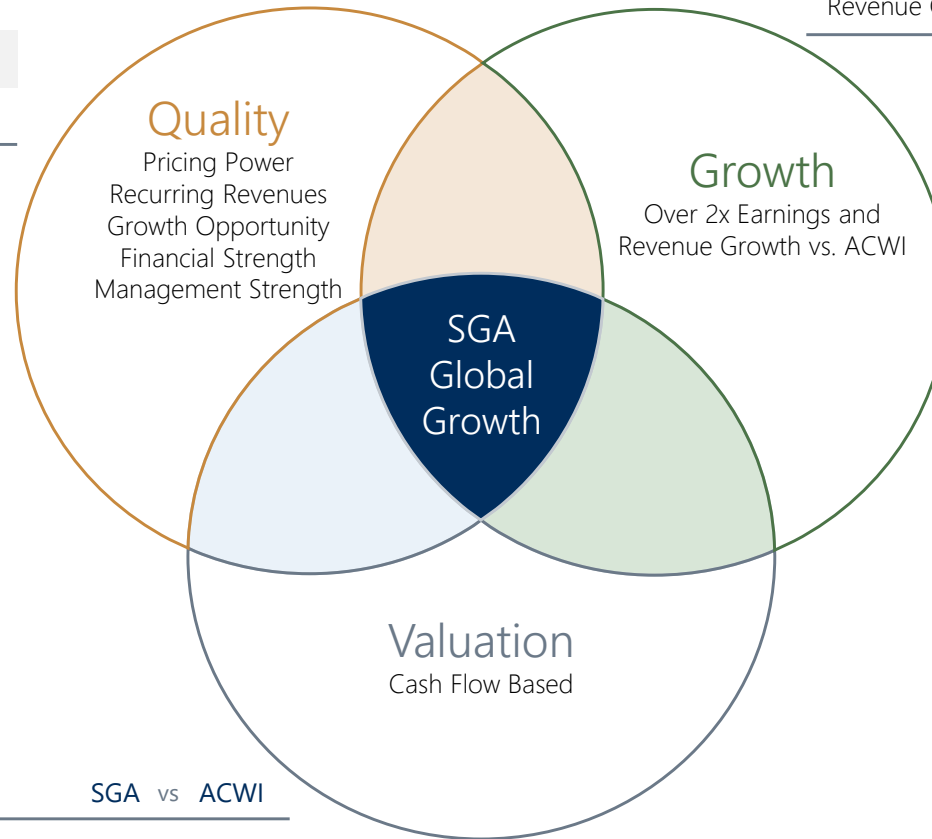 Revenue
Quality
Pricing Power
Recurring Revenues
Growth Opportunity
Financial Strength
Management Strength
Growth
Over 2x Earnings and
Revenue Growth vs. ACWI
SGA
Global
Growth
Valuation
Cash Flow Based
SGA vs ACWI